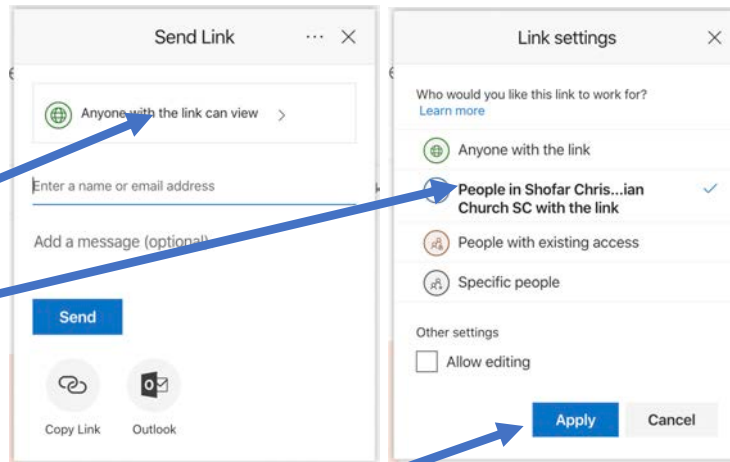 Send Link
Anyone with the link can view
Enter a name or email address
Add a message (optional)
Send
Copy Link
Outlook
Link settings
Who would you like this link to work for?
Learn more
Anyone with the link
People in Shofar Chris...ian
Church SC with the link
People with existing access
Specific people
Other settings
Allow editing
Apply
Cancel